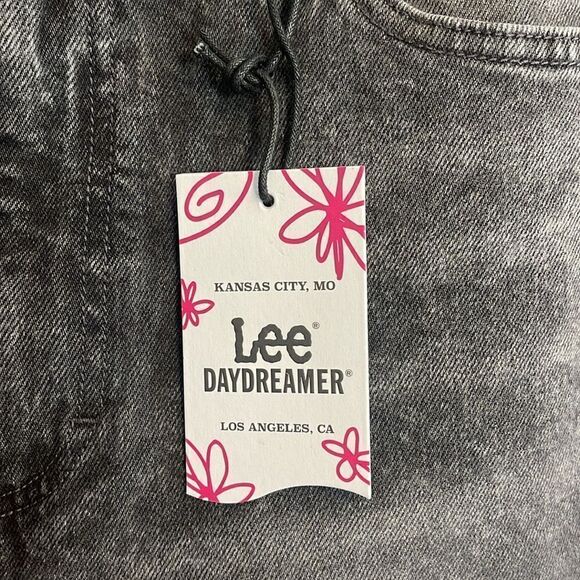 KANSAS CITY, MO
Lee®
DAYDREAMER®
LOS ANGELES, CA